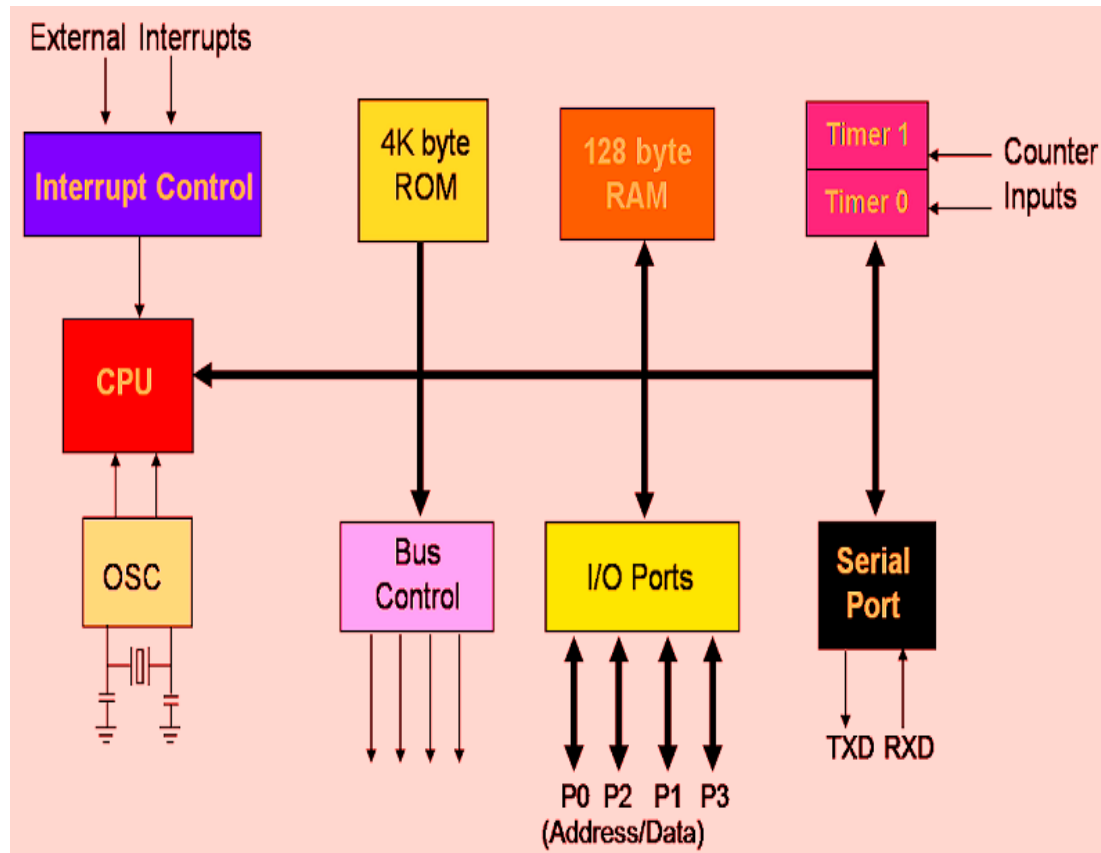 External Interrupts
Interrupt Control
4K byte
ROM
128 byte
RAM
Timer 1
Timer 0
Counter
Inputs
CPU
OSC
Bus
Control
I/O Ports
Serial
Port
TXD RXD
P0 P2 P1 P3
(Address/Data)